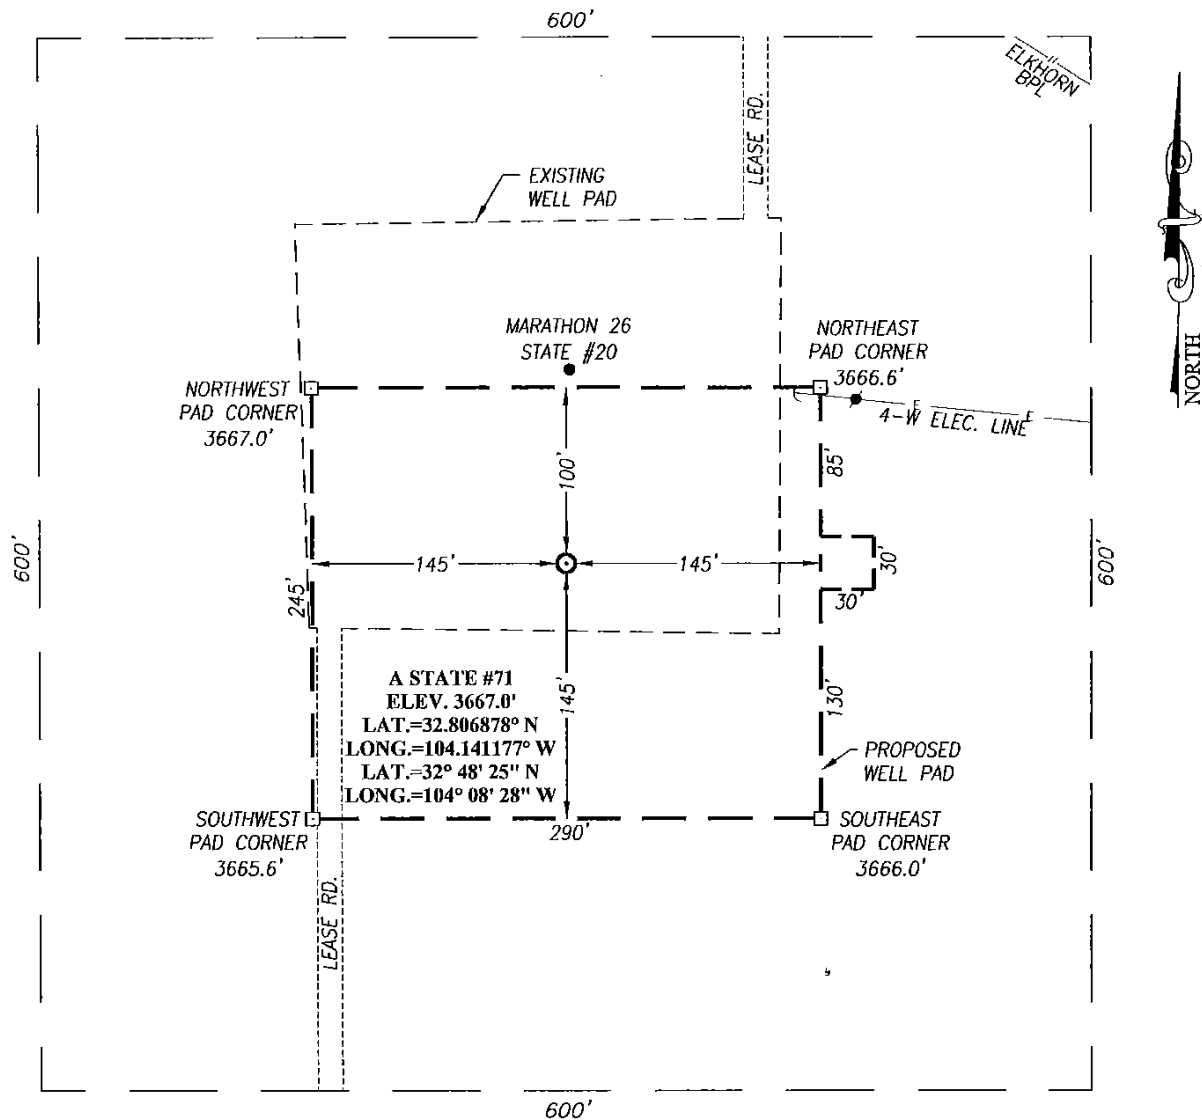 600'
ELKHORN
BPL
LEASE RD.
EXISTING
WELL PAD
NORTH
MARATHON 26
STATE #20
NORTHEAST
PAD CORNER
3666.6'
NORTHWEST
PAD CORNER
3667.0'
E
E
4-W ELEC. LINE
85'
100'
600'
145'
145'
30'
600'
245'
30'
A STATE #71
ELEV. 3667.0'
LAT.=32.806878° N
LONG.=104.141177° W
LAT.=32° 48' 25" N
LONG.=104° 08' 28" W
145'
130'
PROPOSED
WELL PAD
SOUTHWEST
PAD CORNER
3665.6'
290'
SOUTHEAST
PAD CORNER
3666.0'
LEASE RD.
600'